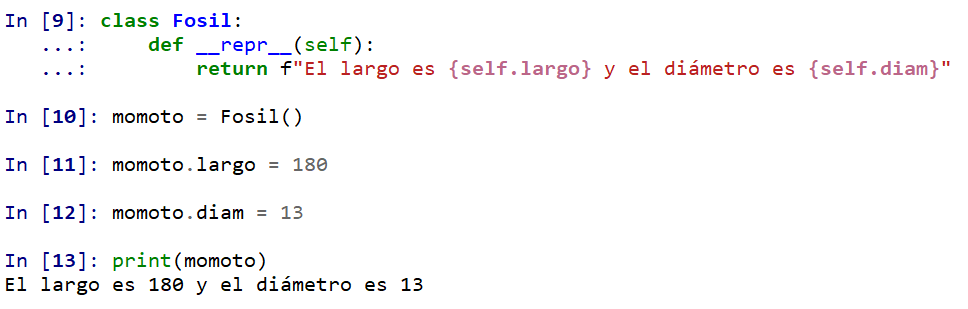 In [9]: class Fosil:
   ...:     def __repr__(self):
   ...:         return f"El largo es {self.largo} y el diámetro es {self.diam}"
In [10]: momoto = Fosil()
In [11]: momoto.largo = 180
In [12]: momoto.diam = 13
In [13]: print(momoto)
El largo es 180 y el diámetro es 13